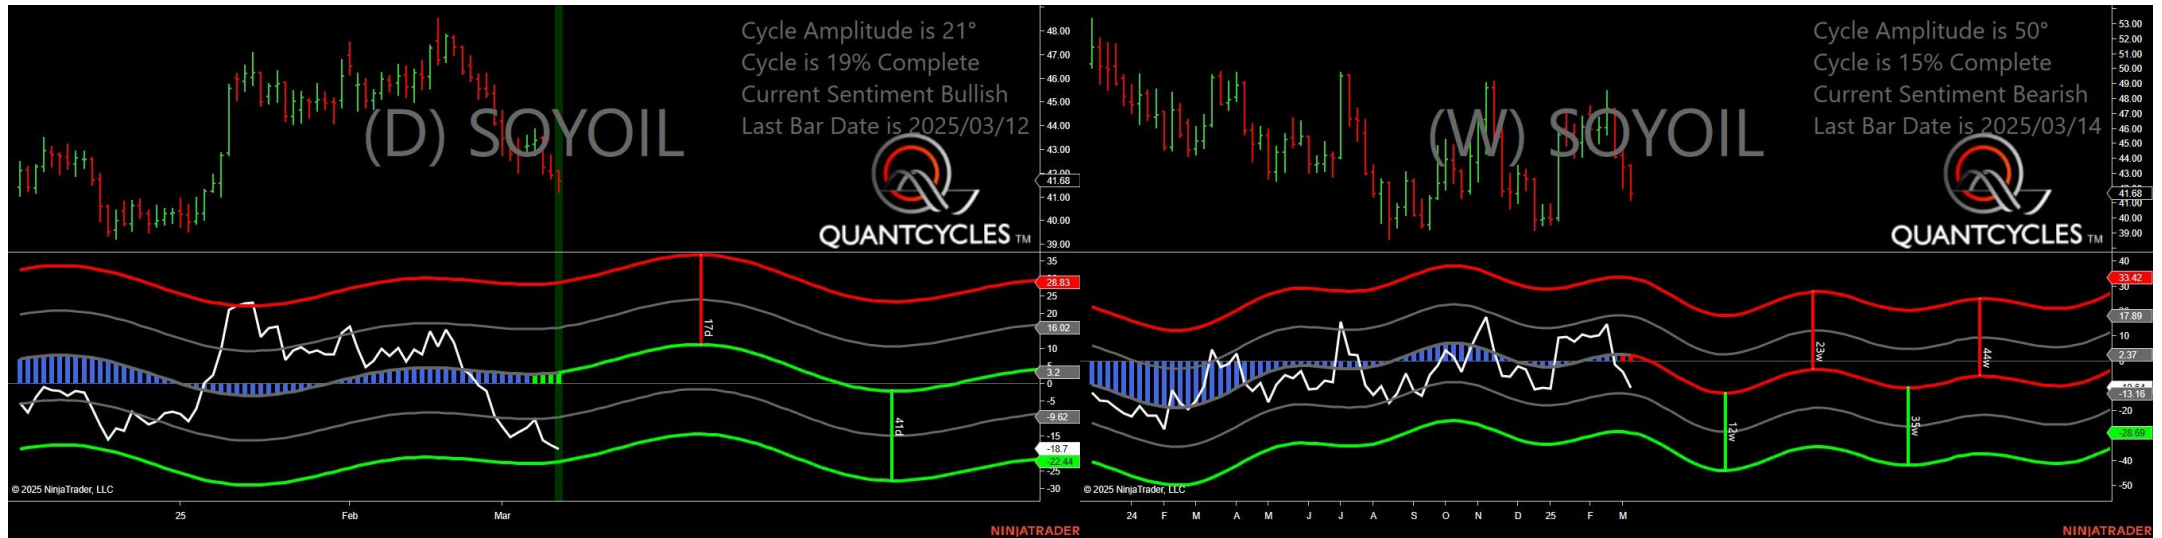 Cycle Amplitude is 21°
Cycle is 19% Complete
Current Sentiment Bullish
Last Bar Date is 2025/03/12
(D) SOYOIL
QUANTCYCLES TM
48.00
47.00
46.00
45.00
44.00
43.00
42.00
41.68
41.00
40.00
39.00
35
28.83
25
20
16.02
10
5
3.2
0
-5
-9.62
-15
-18.7
-22.44
-25
-30
17d
41d
© 2025 NinjaTrader, LLC
25
Feb
Mar
NINJATRADER
Cycle Amplitude is 50°
Cycle is 15% Complete
Current Sentiment Bearish
Last Bar Date is 2025/03/14
(W) SOYOIL
QUANTCYCLES TM
53.00
52.00
51.00
50.00
49.00
48.00
47.00
46.00
45.00
44.00
43.00
41.68
41.00
40.00
39.00
40
33.42
30
17.89
10
2.37
0
-13.16
-20
-28.69
-40
-50
23w
44w
12w
35w
© 2025 NinjaTrader, LLC
24 F M A M J J A S O N D 25 F M
NINJATRADER